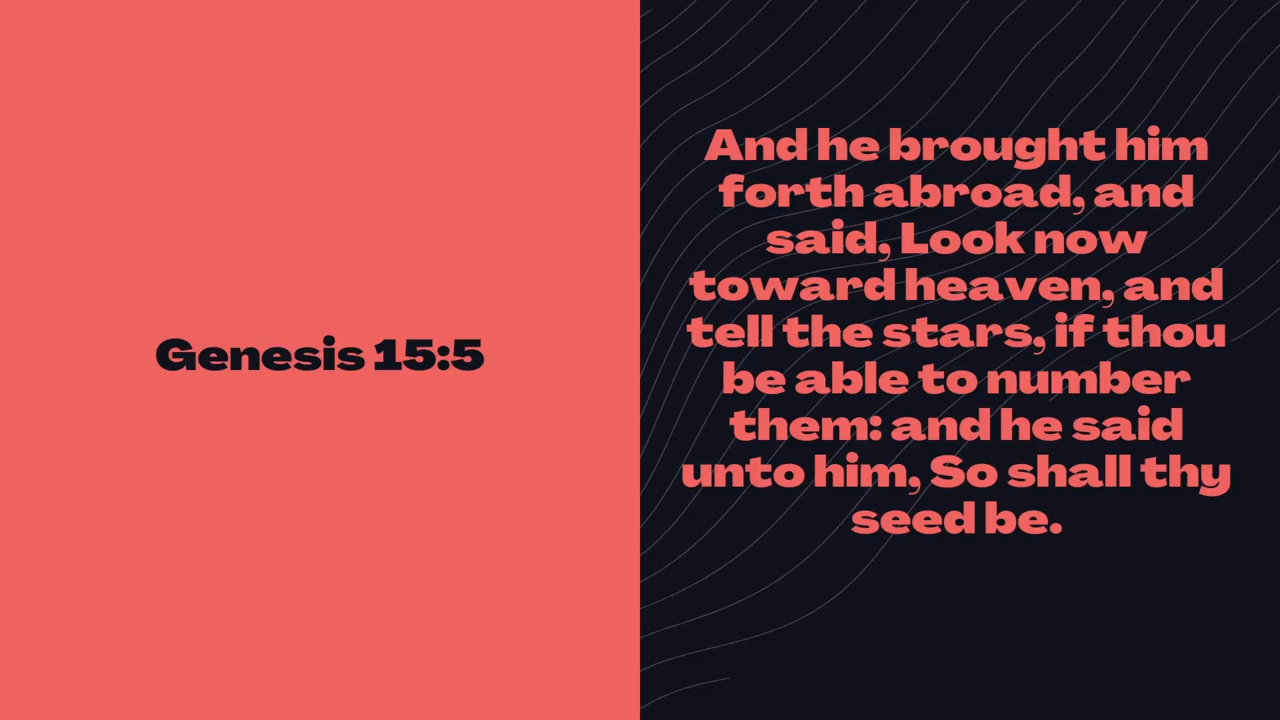 Genesis 15:5
And he brought him
forth abroad, and
said, Look now
toward heaven, and
tell the stars, if thou
be able to number
them: and he said
unto him, So shall thy
seed be.